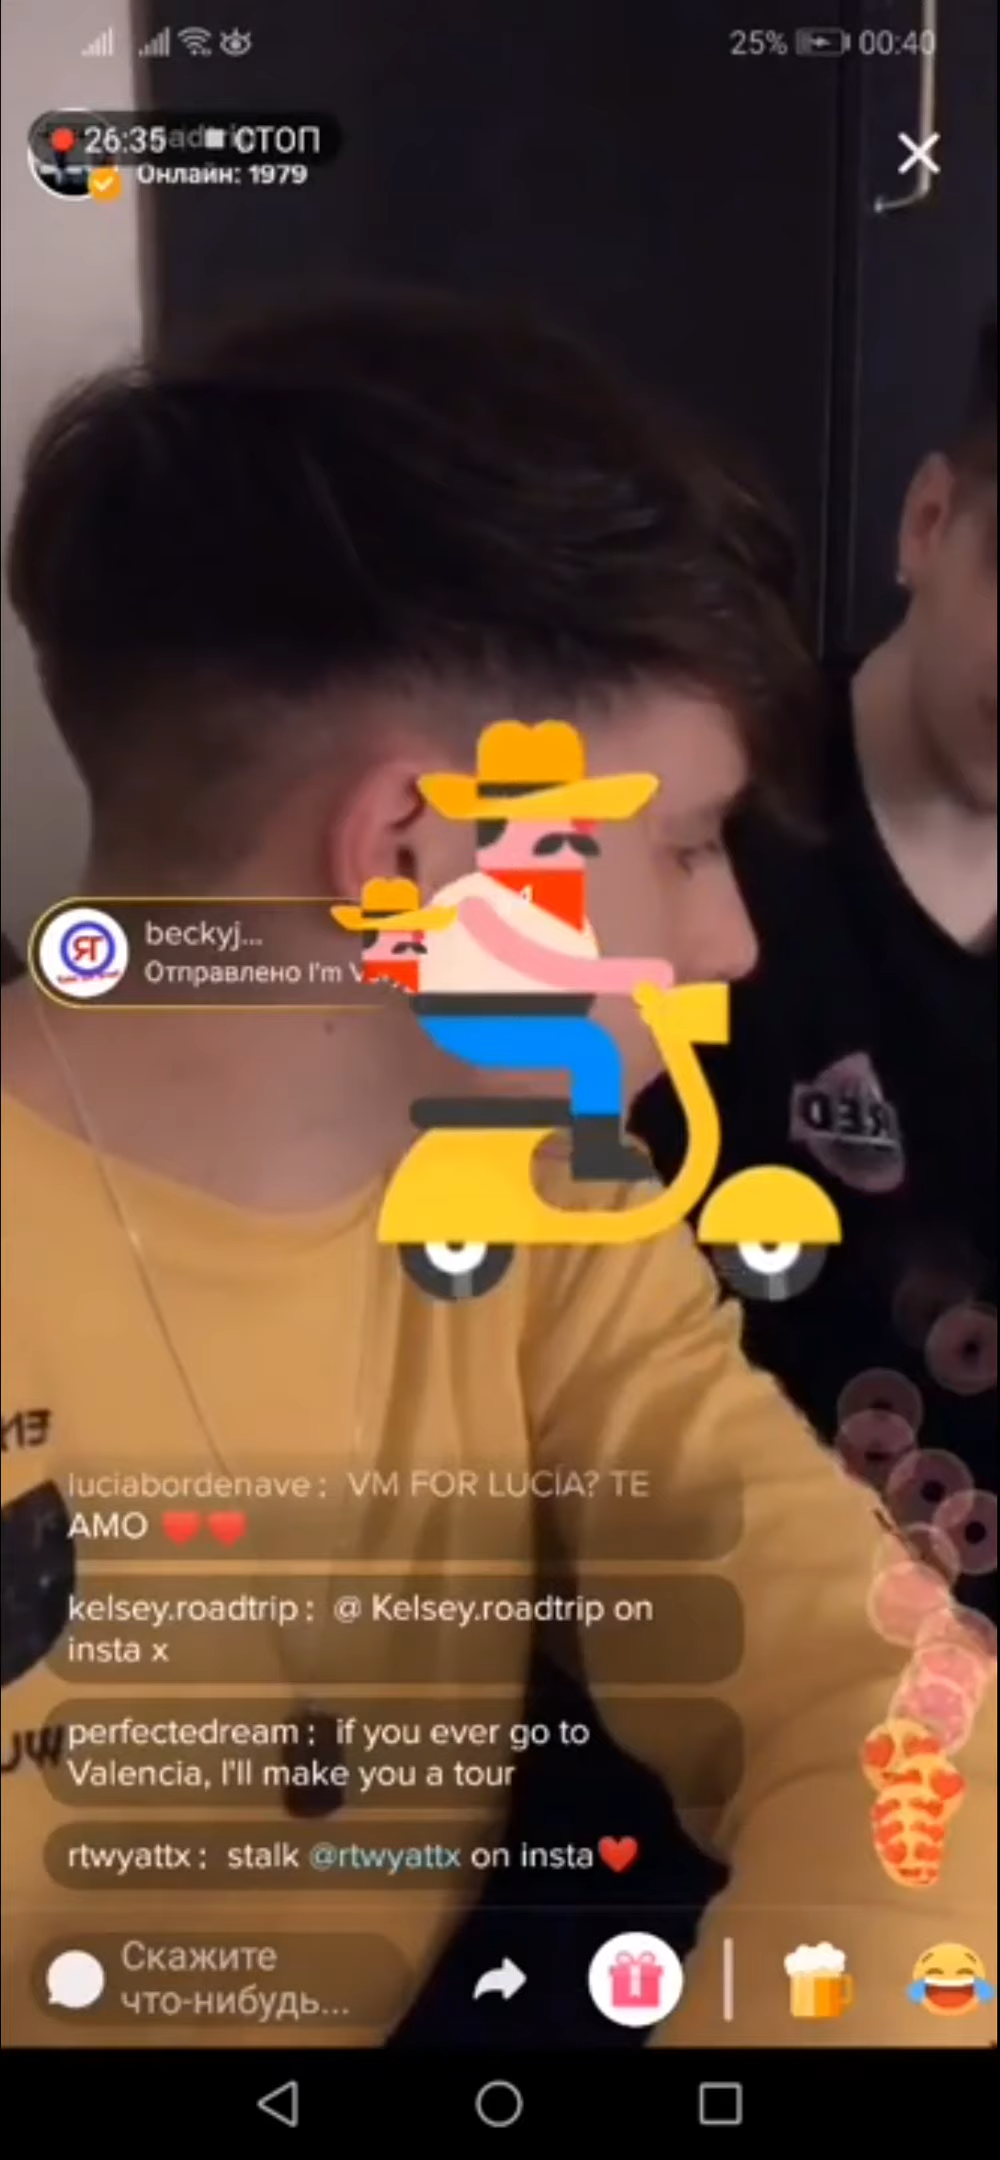 25% 00:40
26:35 СТОП
Онлайн: 1979
beckyj...
Отправлено I'm
luciabordenave: VM FOR LUCÍA? TE
AMO ❤️❤️
kelsey.roadtrip: @ Kelsey.roadtrip on
insta x
perfectedream: if you ever go to
Valencia, I'll make you a tour
rtwyattx: stalk @rtwyattx on insta❤️
Скажите
что-нибудь...